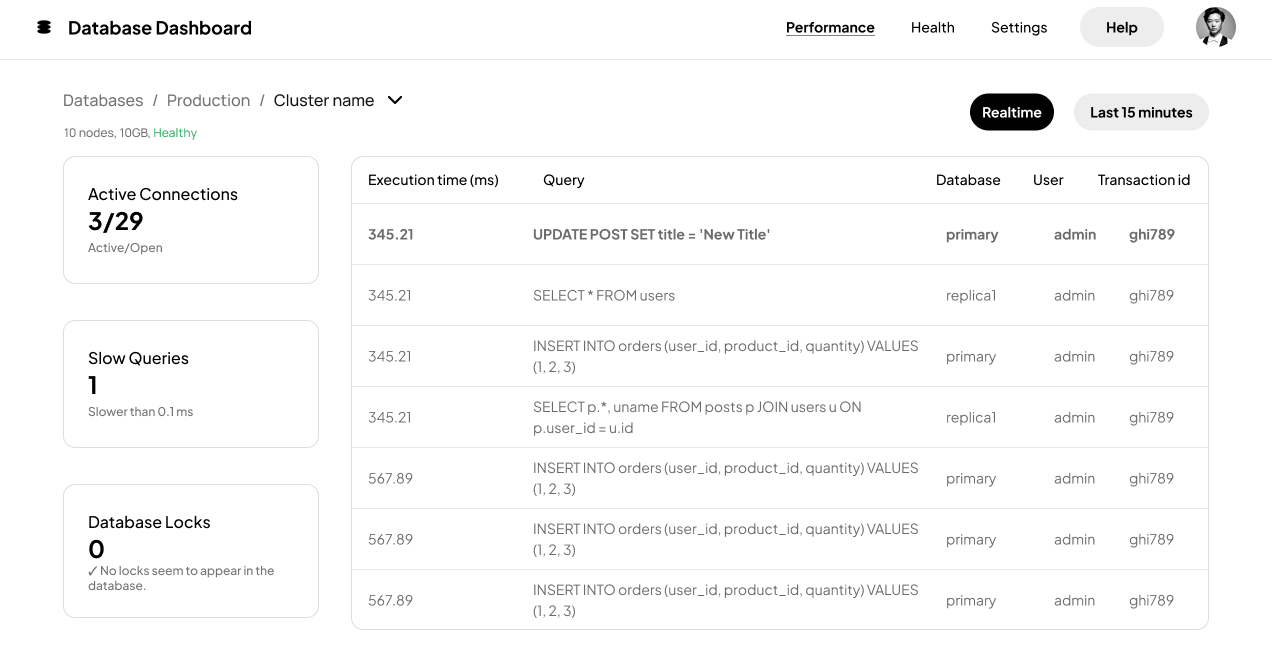 Database Dashboard
Performance
Health
Settings
Help
Databases / Production / Cluster name
10 nodes, 10GB, Healthy
Realtime
Last 15 minutes
Active Connections
3/29
Active/Open
Slow Queries
1
Slower than 0.1 ms
Database Locks
0
✓ No locks seem to appear in the
database.
Execution time (ms) Query Database User Transaction id
345.21 UPDATE POST SET title = 'New Title' primary admin ghi789
345.21 SELECT * FROM users replica1 admin ghi789
345.21 INSERT INTO orders (user_id, product_id, quantity) VALUES
(1, 2, 3) primary admin ghi789
345.21 SELECT p.*, uname FROM posts p JOIN users u ON
p.user_id = u.id replica1 admin ghi789
567.89 INSERT INTO orders (user_id, product_id, quantity) VALUES
(1, 2, 3) primary admin ghi789
567.89 INSERT INTO orders (user_id, product_id, quantity) VALUES
(1, 2, 3) primary admin ghi789
567.89 INSERT INTO orders (user_id, product_id, quantity) VALUES
(1, 2, 3) primary admin ghi789